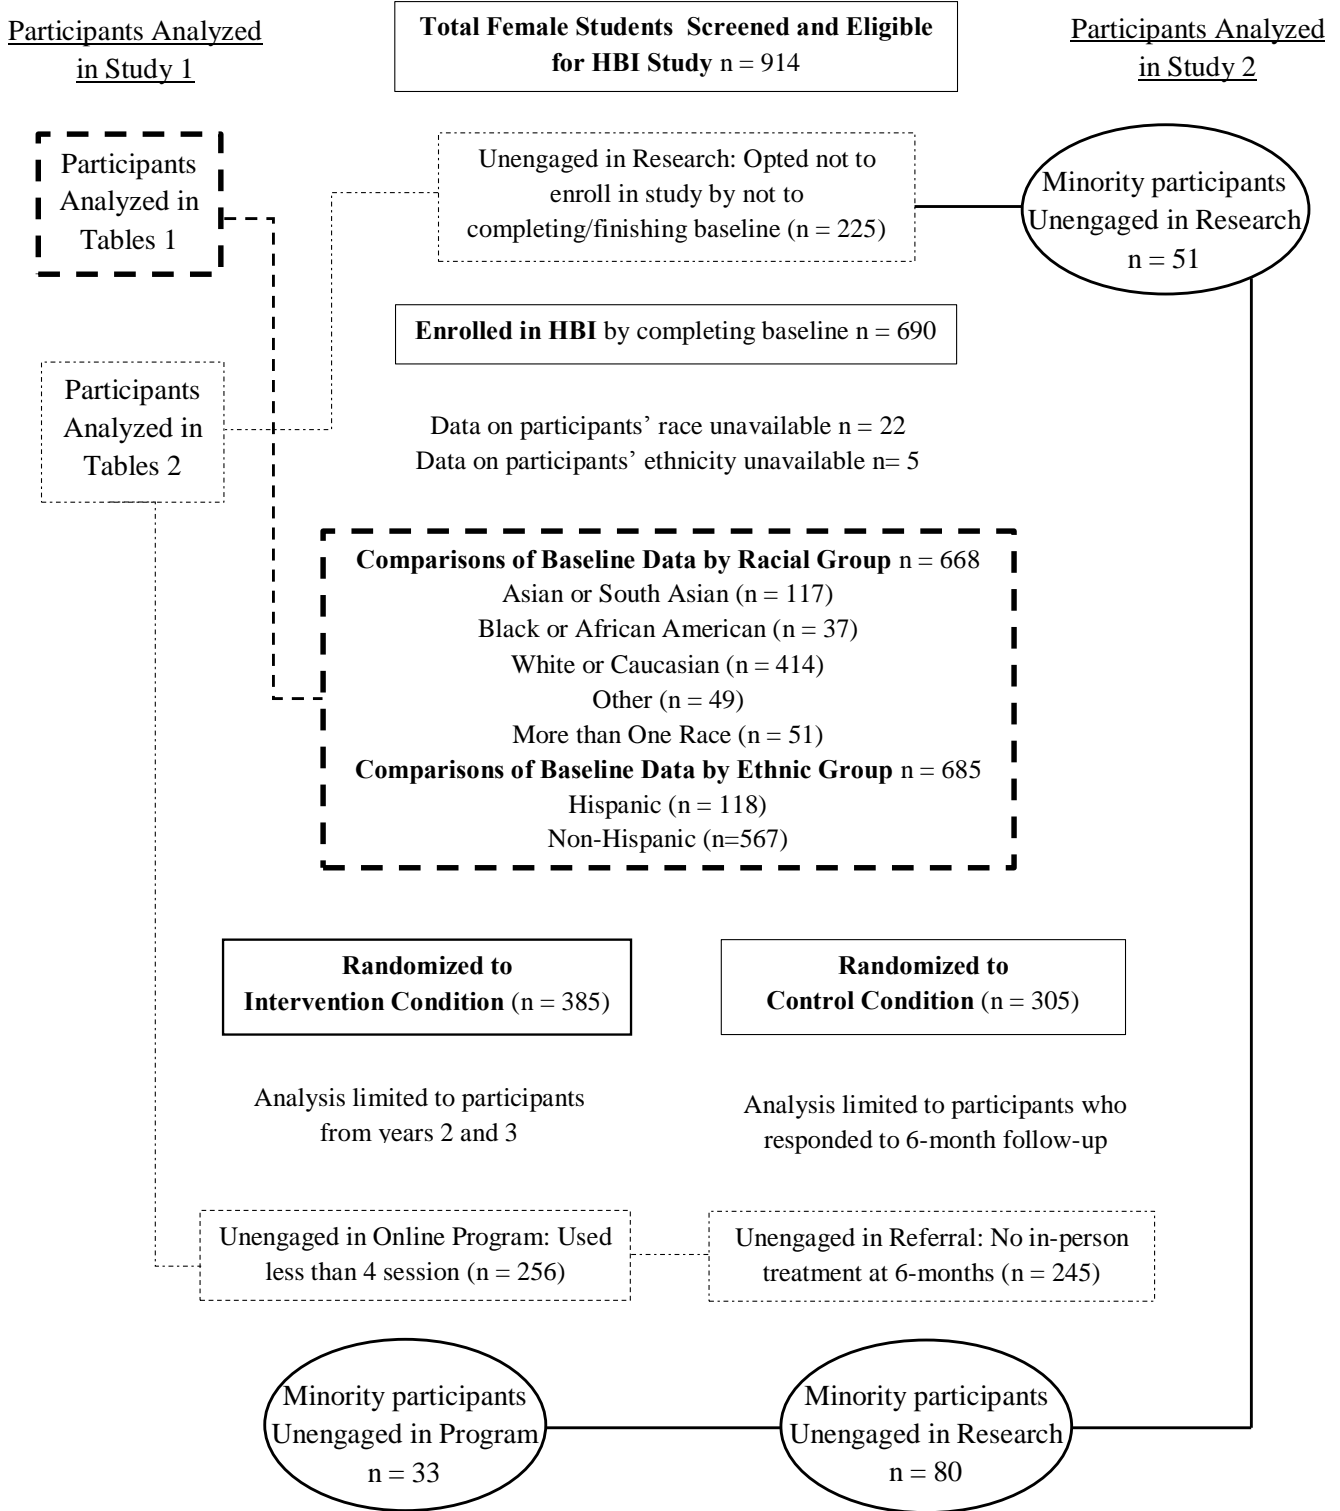 Participants Analyzed
in Study 1
Total Female Students  Screened and Eligible
for HBI Study n = 914
Participants Analyzed
in Study 2
Participants
Analyzed in
Tables 1
Unengaged in Research: Opted not to
enroll in study by not to
completing/finishing baseline (n = 225)
Minority participants
Unengaged in Research
n = 51
Enrolled in HBI by completing baseline n = 690
Participants
Analyzed in
Tables 2
Data on participants’ race unavailable n = 22
Data on participants’ ethnicity unavailable n= 5
Comparisons of Baseline Data by Racial Group n = 668
Asian or South Asian (n = 117)
Black or African American (n = 37)
White or Caucasian (n = 414)
Other (n = 49)
More than One Race (n = 51)
Comparisons of Baseline Data by Ethnic Group n = 685
Hispanic (n = 118)
Non-Hispanic (n=567)
Randomized to
Intervention Condition (n = 385)
Randomized to
Control Condition (n = 305)
Analysis limited to participants
from years 2 and 3
Analysis limited to participants who
responded to 6-month follow-up
Unengaged in Online Program: Used
less than 4 session (n = 256)
Unengaged in Referral: No in-person
treatment at 6-months (n = 245)
Minority participants
Unengaged in Program
n = 33
Minority participants
Unengaged in Research
n = 80